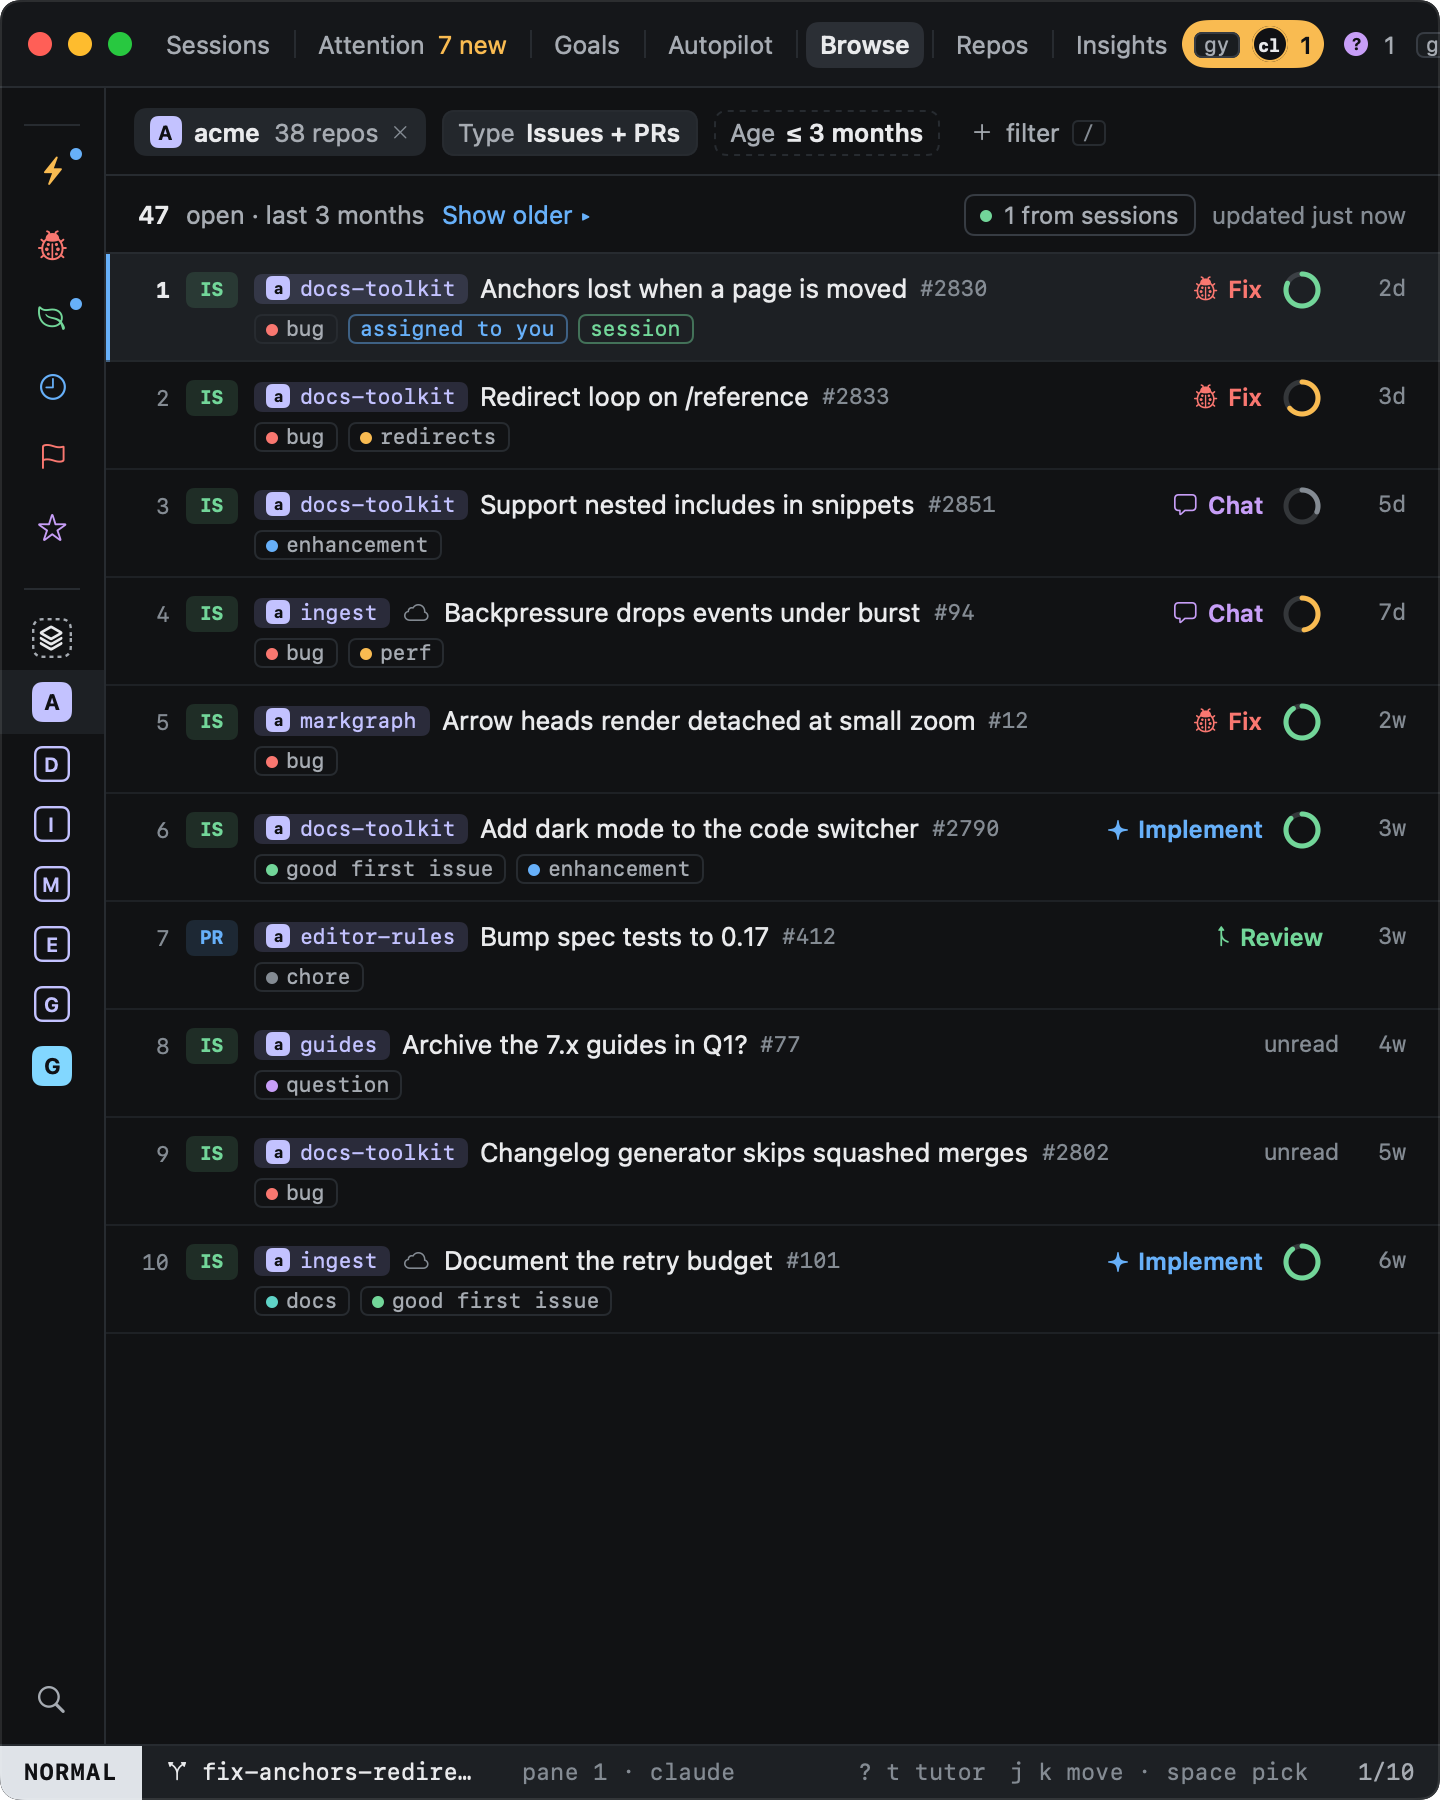 Sessions Attention 7 new Goals Autopilot Browse Repos Insights gy cl 1 ? 1 g
A acme 38 repos × Type Issues + PRs Age ≤ 3 months + filter /
47 open · last 3 months Show older ▸ 1 from sessions updated just now
1 IS a docs-toolkit Anchors lost when a page is moved #2830 Fix 2d
bug assigned to you session
2 IS a docs-toolkit Redirect loop on /reference #2833 Fix 3d
bug redirects
3 IS a docs-toolkit Support nested includes in snippets #2851 Chat 5d
enhancement
4 IS a ingest Backpressure drops events under burst #94 Chat 7d
bug perf
5 IS a markgraph Arrow heads render detached at small zoom #12 Fix 2w
bug
6 IS a docs-toolkit Add dark mode to the code switcher #2790 Implement 3w
good first issue enhancement
7 PR a editor-rules Bump spec tests to 0.17 #412 Review 3w
chore
8 IS a guides Archive the 7.x guides in Q1? #77 unread 4w
question
9 IS a docs-toolkit Changelog generator skips squashed merges #2802 unread 5w
bug
10 IS a ingest Document the retry budget #101 Implement 6w
docs good first issue
A
D
I
M
E
G
G
NORMAL fix-anchors-redire… pane 1 · claude ? t tutor j k move · space pick 1/10